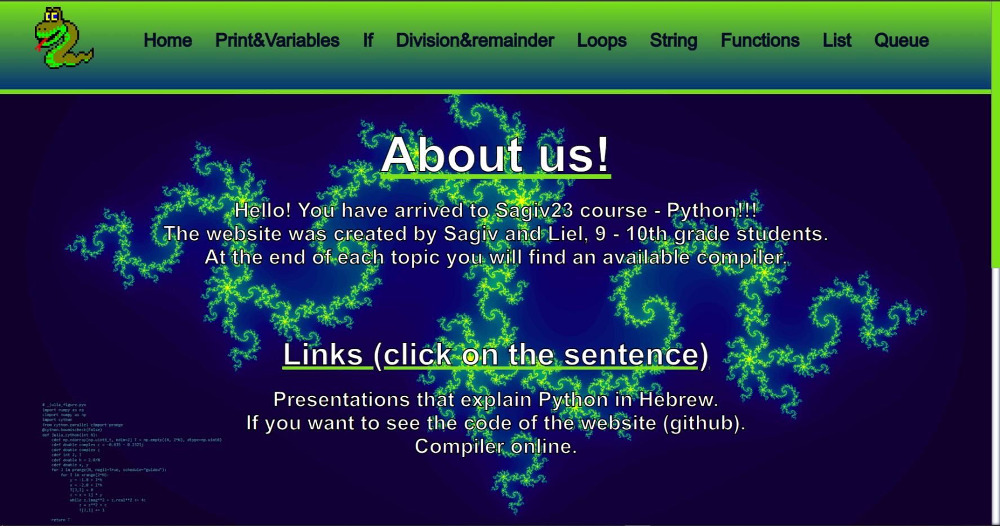 Home Print&Variables If Division&remainder Loops String Functions List Queue
About us!
Hello! You have arrived to Sagiv23 course - Python!!!
The website was created by Sagiv and Liel, 9 - 10th grade students.
At the end of each topic you will find an available compiler.
Links (click on the sentence)
Presentations that explain Python in Hebrew.
If you want to see the code of the website (github).
Compiler online.
# _julia_figure.pyx
import numpy as np
cimport numpy as np
import cython
from cython.parallel cimport prange
@cython.boundscheck(False)
def julia_cython(int N):
cdef np.ndarray[np.uint8_t, ndim=2] T = np.empty((N, 2*N), dtype=np.uint8)
cdef double complex c = -0.835 - 0.2321j
cdef double complex z
cdef int J, I
cdef double h = 2.0/N
cdef double x, y
for J in prange(N, nogil=True, schedule="guided"):
for I in xrange(2*N):
y = -1.0 + J*h
x = -2.0 + I*h
T[J,I] = 0
z = x + 1j * y
while z.imag**2 + z.real**2 <= 4:
z = z**2 + c
T[J,I] += 1
return T